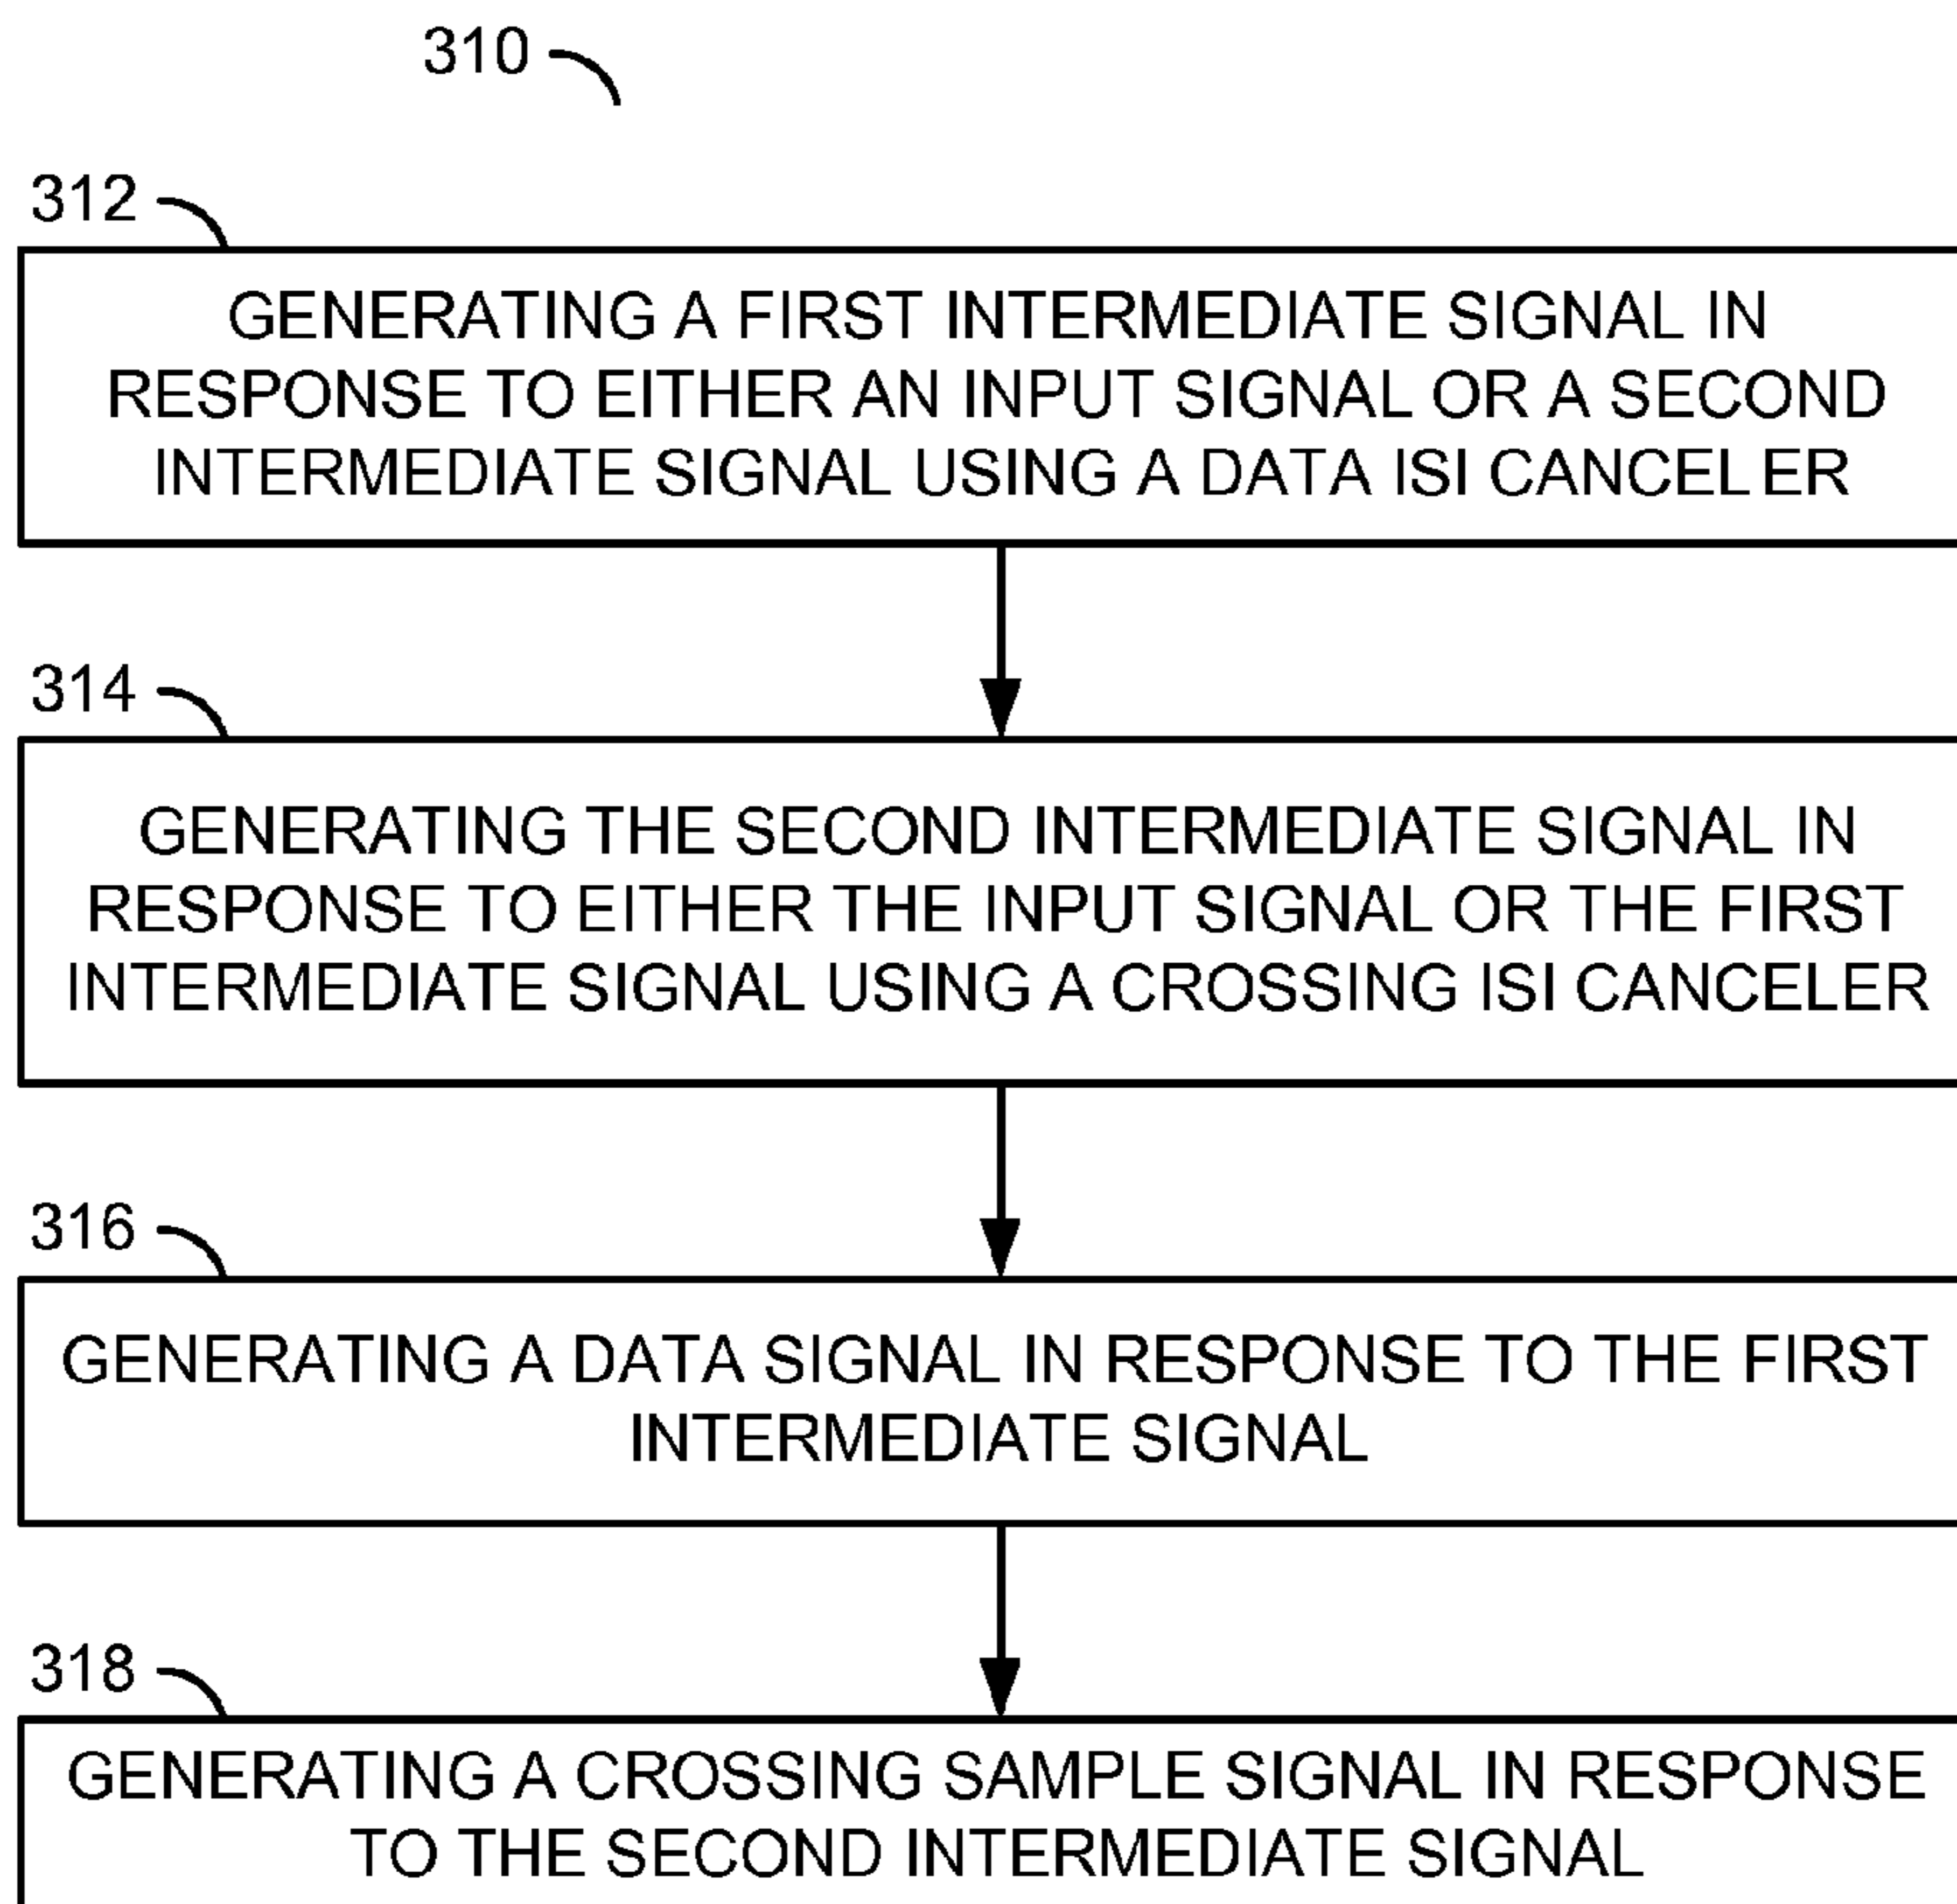 310
312
GENERATING A FIRST INTERMEDIATE SIGNAL IN
RESPONSE TO EITHER AN INPUT SIGNAL OR A SECOND
INTERMEDIATE SIGNAL USING A DATA ISI CANCELER
314
GENERATING THE SECOND INTERMEDIATE SIGNAL IN
RESPONSE TO EITHER THE INPUT SIGNAL OR THE FIRST
INTERMEDIATE SIGNAL USING A CROSSING ISI CANCELER
316
GENERATING A DATA SIGNAL IN RESPONSE TO THE FIRST
INTERMEDIATE SIGNAL
318
GENERATING A CROSSING SAMPLE SIGNAL IN RESPONSE
TO THE SECOND INTERMEDIATE SIGNAL